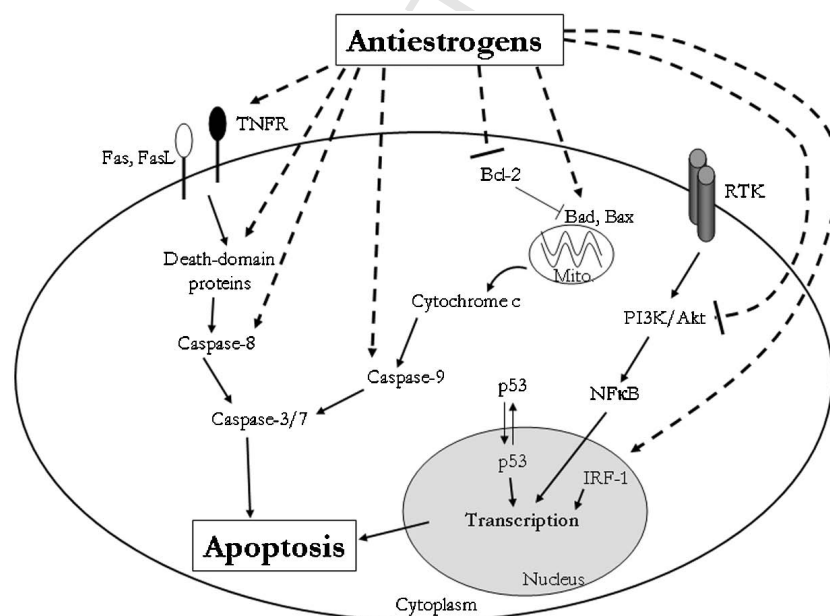 Antiestrogens
TNFR
Fas, FasL
Bcl-2
RTK
Bad, Bax
Death-domain
proteins
Mito.
Cytochrome c
PI3K/Akt
Caspase-8
Caspase-9
p53
NFκB
Caspase-3/7
p53
IRF-1
Transcription
Apoptosis
Nucleus
Cytoplasm